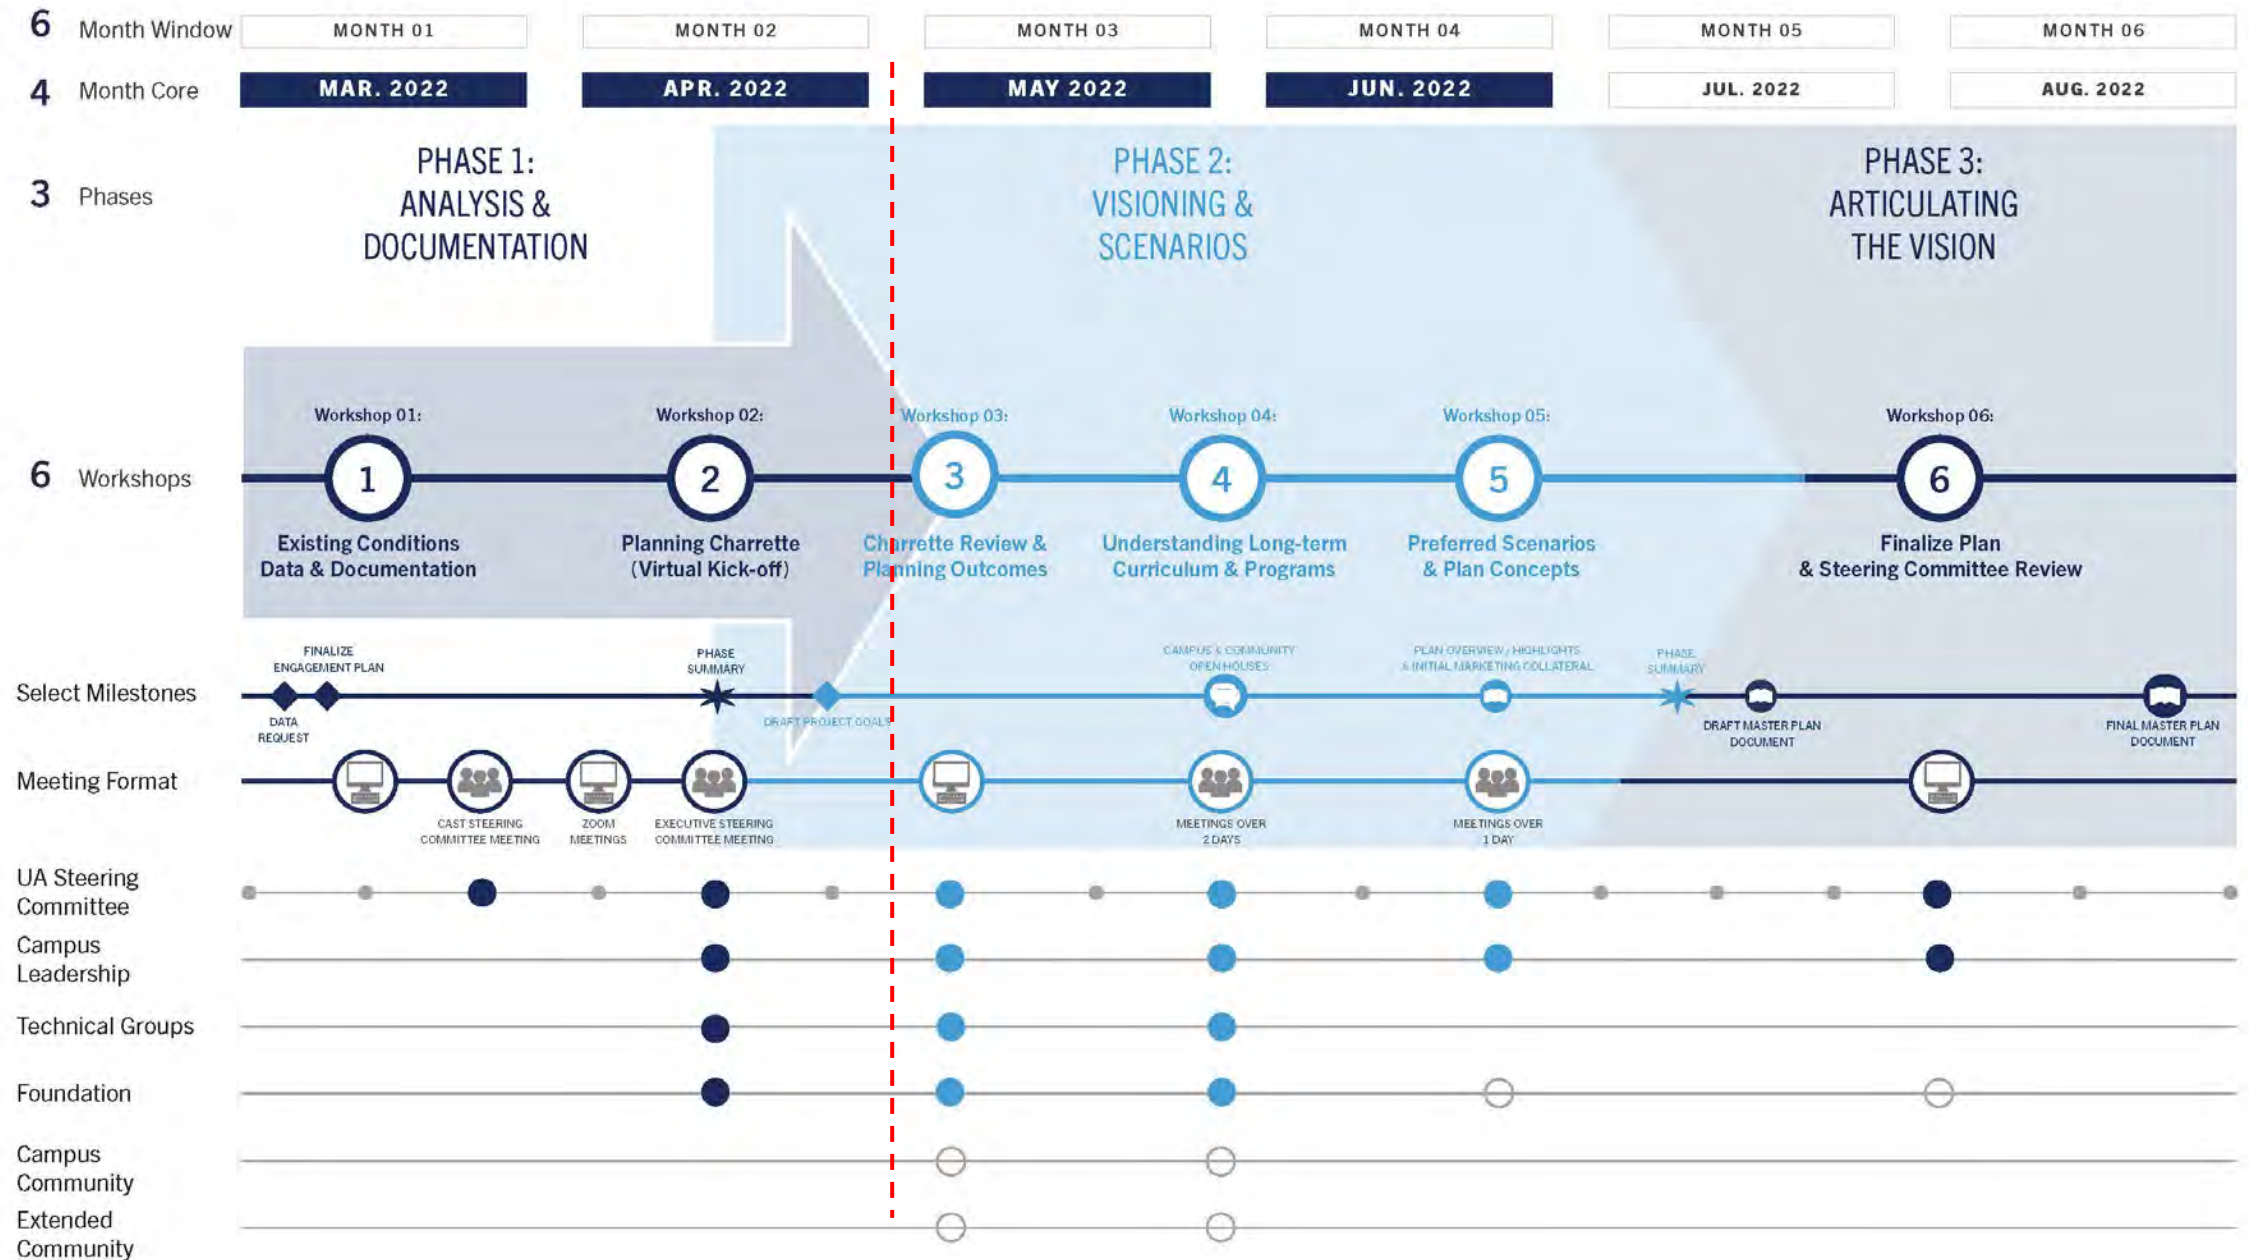 6 Month Window
MONTH 01
MONTH 02
MONTH 03
MONTH 04
MONTH 05
MONTH 06
4 Month Core
MAR. 2022
APR. 2022
MAY 2022
JUN. 2022
JUL. 2022
AUG. 2022
3 Phases
PHASE 1:
ANALYSIS &
DOCUMENTATION
PHASE 2:
VISIONING &
SCENARIOS
PHASE 3:
ARTICULATING
THE VISION
6 Workshops
Workshop 01:
1
Existing Conditions
Data & Documentation
Workshop 02:
2
Planning Charrette
(Virtual Kick-off)
Workshop 03:
3
Charrette Review &
Planning Outcomes
Workshop 04:
4
Understanding Long-term
Curriculum & Programs
Workshop 05:
5
Preferred Scenarios
& Plan Concepts
Workshop 06:
6
Finalize Plan
& Steering Committee Review
Select Milestones
FINALIZE
ENGAGEMENT PLAN
DATA
REQUEST
PHASE
SUMMARY
DRAFT PROJECT GOALS
CAMPUS & COMMUNITY
OPEN HOUSES
PLAN OVERVIEW / HIGHLIGHTS
& INITIAL MARKETING COLLATERAL
PHASE
SUMMARY
DRAFT MASTER PLAN
DOCUMENT
FINAL MASTER PLAN
DOCUMENT
Meeting Format
CAST STEERING
COMMITTEE MEETING
ZOOM
MEETINGS
EXECUTIVE STEERING
COMMITTEE MEETING
MEETINGS OVER
2 DAYS
MEETINGS OVER
1 DAY
UA Steering
Committee
Campus
Leadership
Technical Groups
Foundation
Campus
Community
Extended
Community